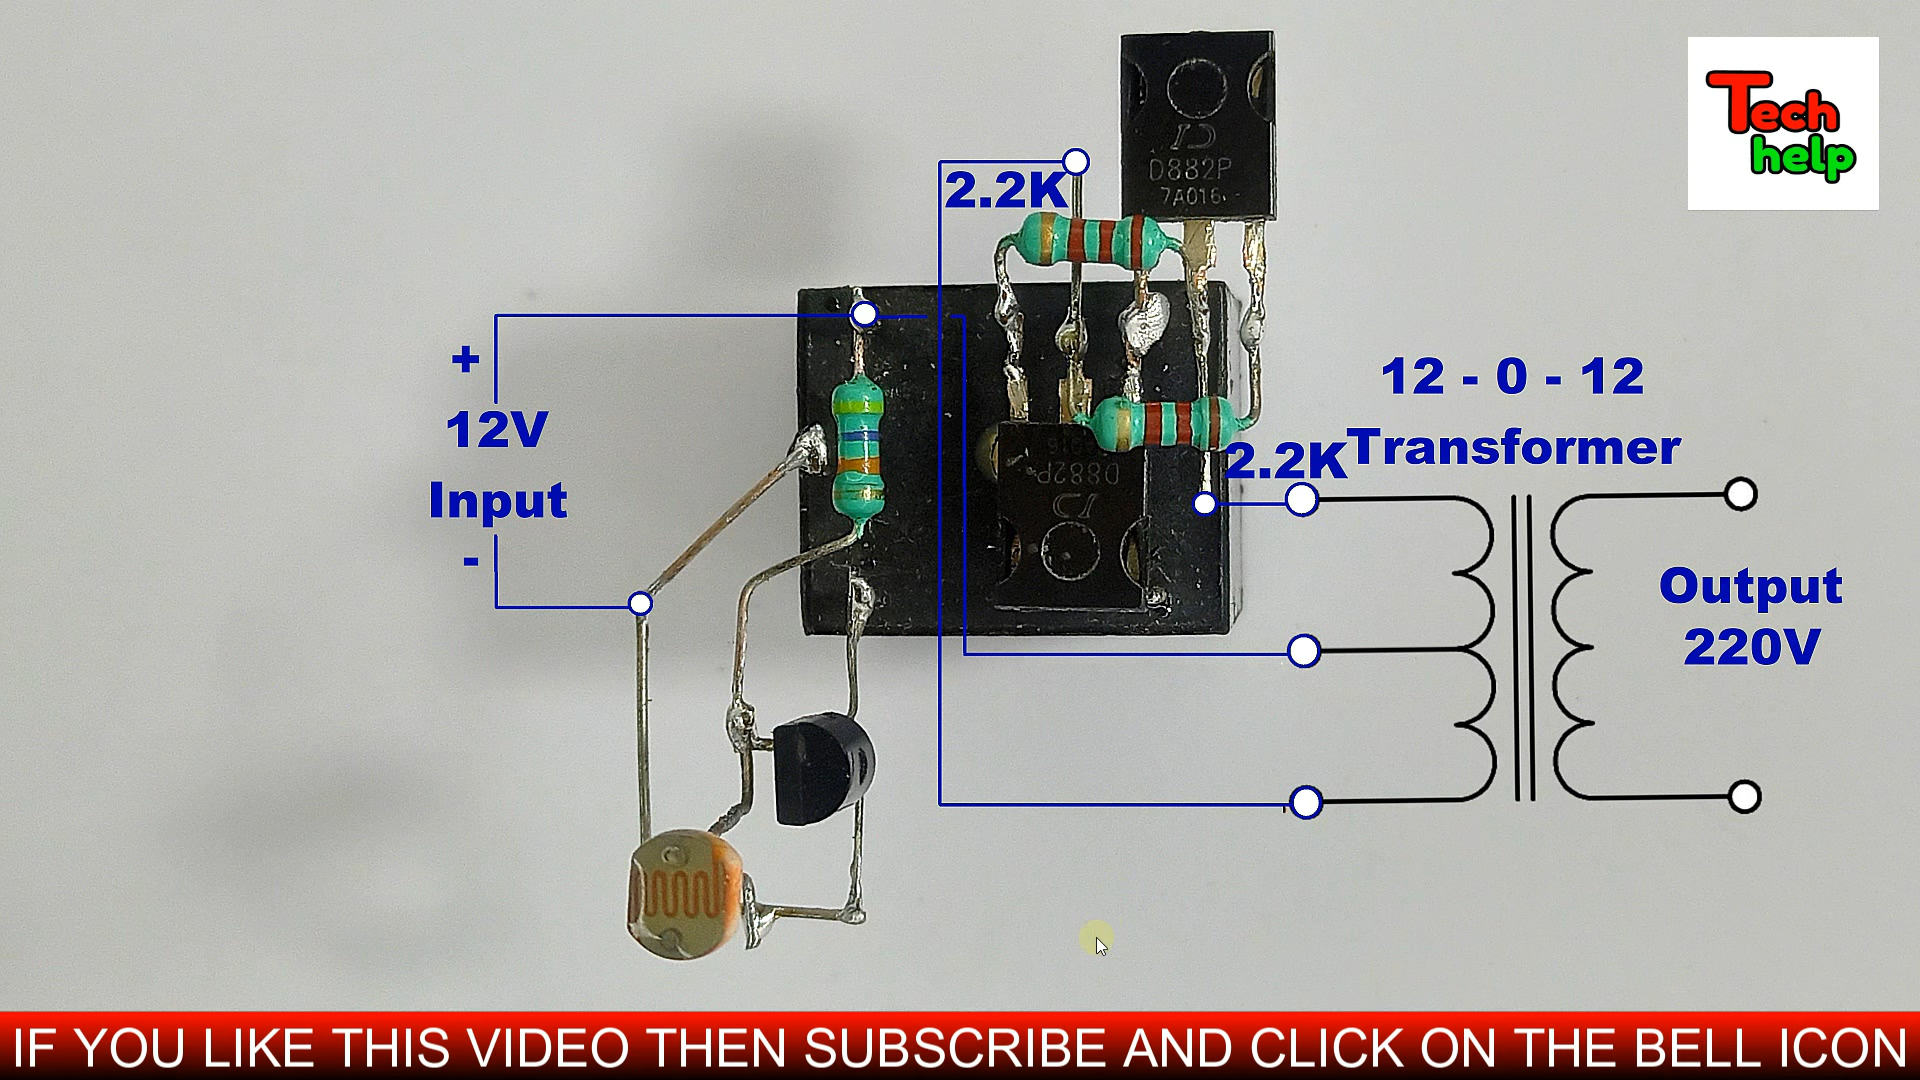 Tech
help
D882P
7A016
2.2K
+
12V
Input
-
D882P
2.2K
12 - 0 - 12
Transformer
Output
220V
IF YOU LIKE THIS VIDEO THEN SUBSCRIBE AND CLICK ON THE BELL ICON